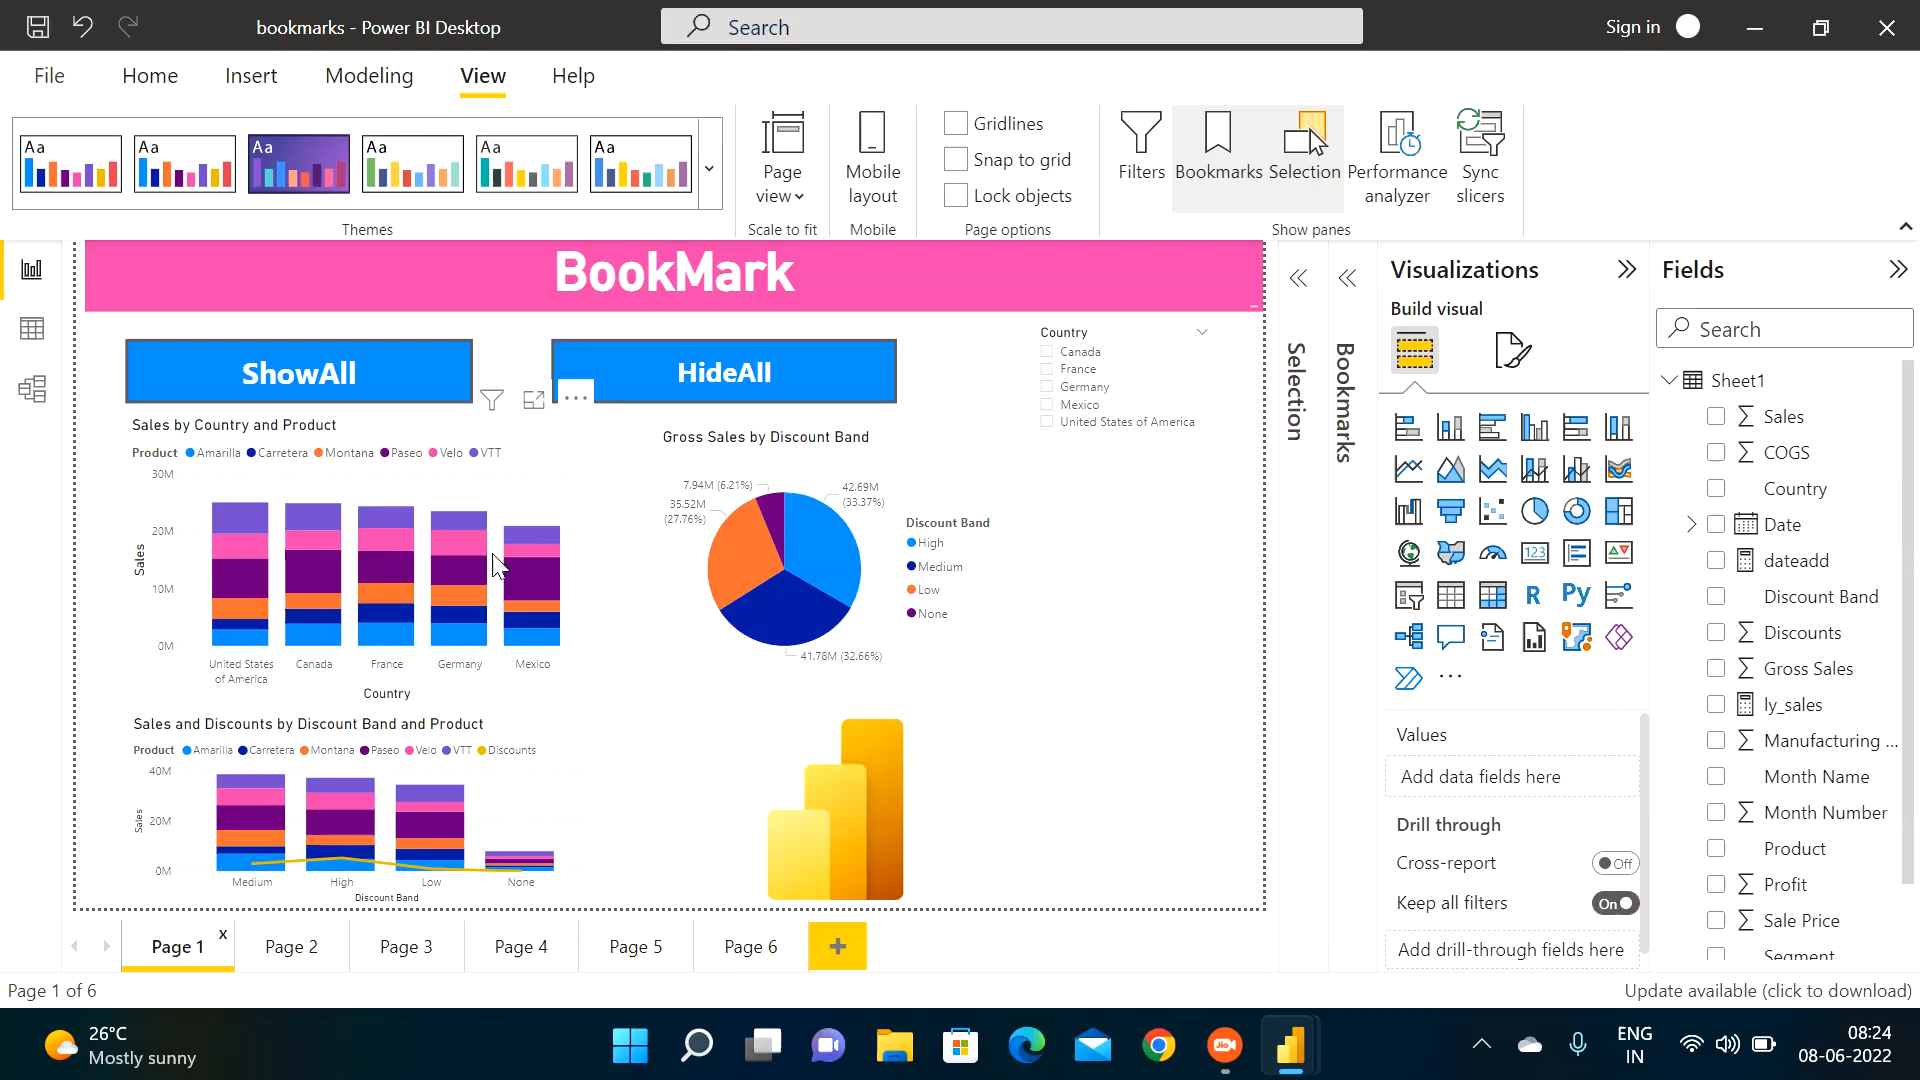 bookmarks - Power BI Desktop
Search
Sign in
File
Home
Insert
Modeling
View
Help
Aa
Aa
Aa
Aa
Aa
Aa
Themes
Page
view
Scale to fit
Mobile
layout
Mobile
Gridlines
Snap to grid
Lock objects
Page options
Filters
Bookmarks
Selection
Performance
analyzer
Sync
slicers
Show panes
BookMark
ShowAll
HideAll
Country
Canada
France
Germany
Mexico
United States of America
Sales by Country and Product
Product Amarilla Carretera Montana Paseo Velo VTT
30M
20M
10M
0M
Sales
United States
of America
Canada
France
Germany
Mexico
Country
Gross Sales by Discount Band
7.94M (6.21%)
35.52M
(27.76%)
42.69M
(33.37%)
41.78M (32.66%)
Discount Band
High
Medium
Low
None
Sales and Discounts by Discount Band and Product
Product Amarilla Carretera Montana Paseo Velo VTT Discounts
40M
20M
0M
Sales
Medium
High
Low
None
Discount Band
Selection
Bookmarks
Visualizations
Build visual
123
R
Py
Values
Add data fields here
Drill through
Cross-report
Off
Keep all filters
On
Add drill-through fields here
Fields
Search
Sheet1
Sales
COGS
Country
Date
dateadd
Discount Band
Discounts
Gross Sales
ly_sales
Manufacturing ...
Month Name
Month Number
Product
Profit
Sale Price
Segment
Page 1 x
Page 2
Page 3
Page 4
Page 5
Page 6
+
Page 1 of 6
Update available (click to download)
26°C
Mostly sunny
Jio
ENG
IN
08:24
08-06-2022